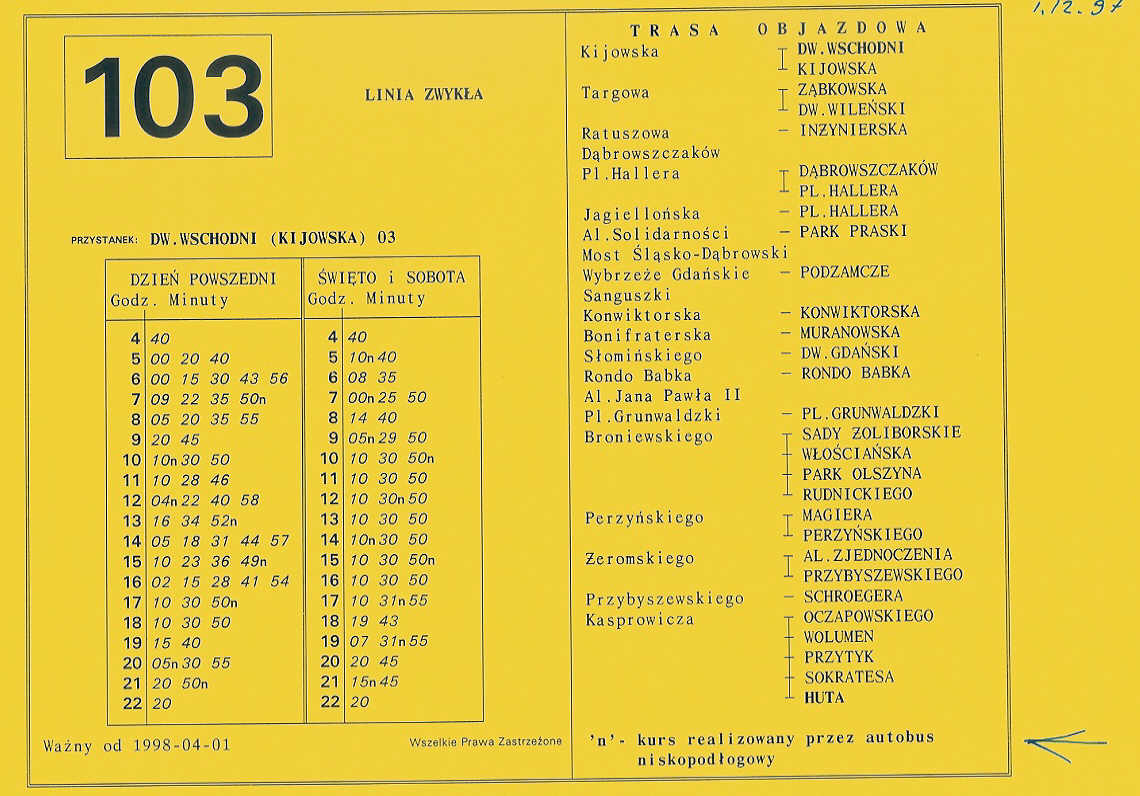 1.12.97
103
LINIA ZWYKŁA
PRZYSTANEK: DW.WSCHODNI (KIJOWSKA) 03
DZIEŃ POWSZEDNI
Godz. Minuty
4 40
5 00 20 40
6 00 15 30 43 56
7 09 22 35 50n
8 05 20 35 55
9 20 45
10 10n 30 50
11 10 28 46
12 04n 22 40 58
13 16 34 52n
14 05 18 31 44 57
15 10 23 36 49n
16 02 15 28 41 54
17 10 30 50n
18 10 30 50
19 15 40
20 05n 30 55
21 20 50n
22 20
ŚWIĘTO i SOBOTA
Godz. Minuty
4 40
5 10n 40
6 08 35
7 00n 25 50
8 14 40
9 05n 29 50
10 10 30 50n
11 10 30 50
12 10 30n 50
13 10 30 50
14 10n 30 50
15 10 30 50n
16 10 30 50
17 10 31n 55
18 19 43
19 07 31n 55
20 20 45
21 15n 45
22 20
Ważny od 1998-04-01
Wszelkie Prawa Zastrzeżone
TRASA OBJAZDOWA
Kijowska - DW.WSCHODNI
KIJOWSKA
Targowa - ZĄBKOWSKA
DW.WILEŃSKI
Ratuszowa - INŻYNIERSKA
Dąbrowszczaków
Pl.Hallera - DĄBROWSZCZAKÓW
PL.HALLERA
Jagiellońska - PL.HALLERA
Al.Solidarności - PARK PRASKI
Most Śląsko-Dąbrowski
Wybrzeże Gdańskie - PODZAMCZE
Sanguszki
Konwiktorska - KONWIKTORSKA
Bonifraterska - MURANOWSKA
Słomińskiego - DW.GDAŃSKI
Rondo Babka - RONDO BABKA
Al.Jana Pawła II
Pl.Grunwaldzki - PL.GRUNWALDZKI
Broniewskiego - SADY ŻOLIBORSKIE
WŁOŚCIAŃSKA
PARK OLSZYNA
RUDNICKIEGO
Perzyńskiego - MAGIERA
PERZYŃSKIEGO
Żeromskiego - AL.ZJEDNOCZENIA
PRZYBYSZEWSKIEGO
Przybyszewskiego - SCHROEGERA
Kasprowicza - OCZAPOWSKIEGO
WOLUMEN
PRZYTYK
SOKRATESA
HUTA
'n'- kurs realizowany przez autobus
niskopodłogowy